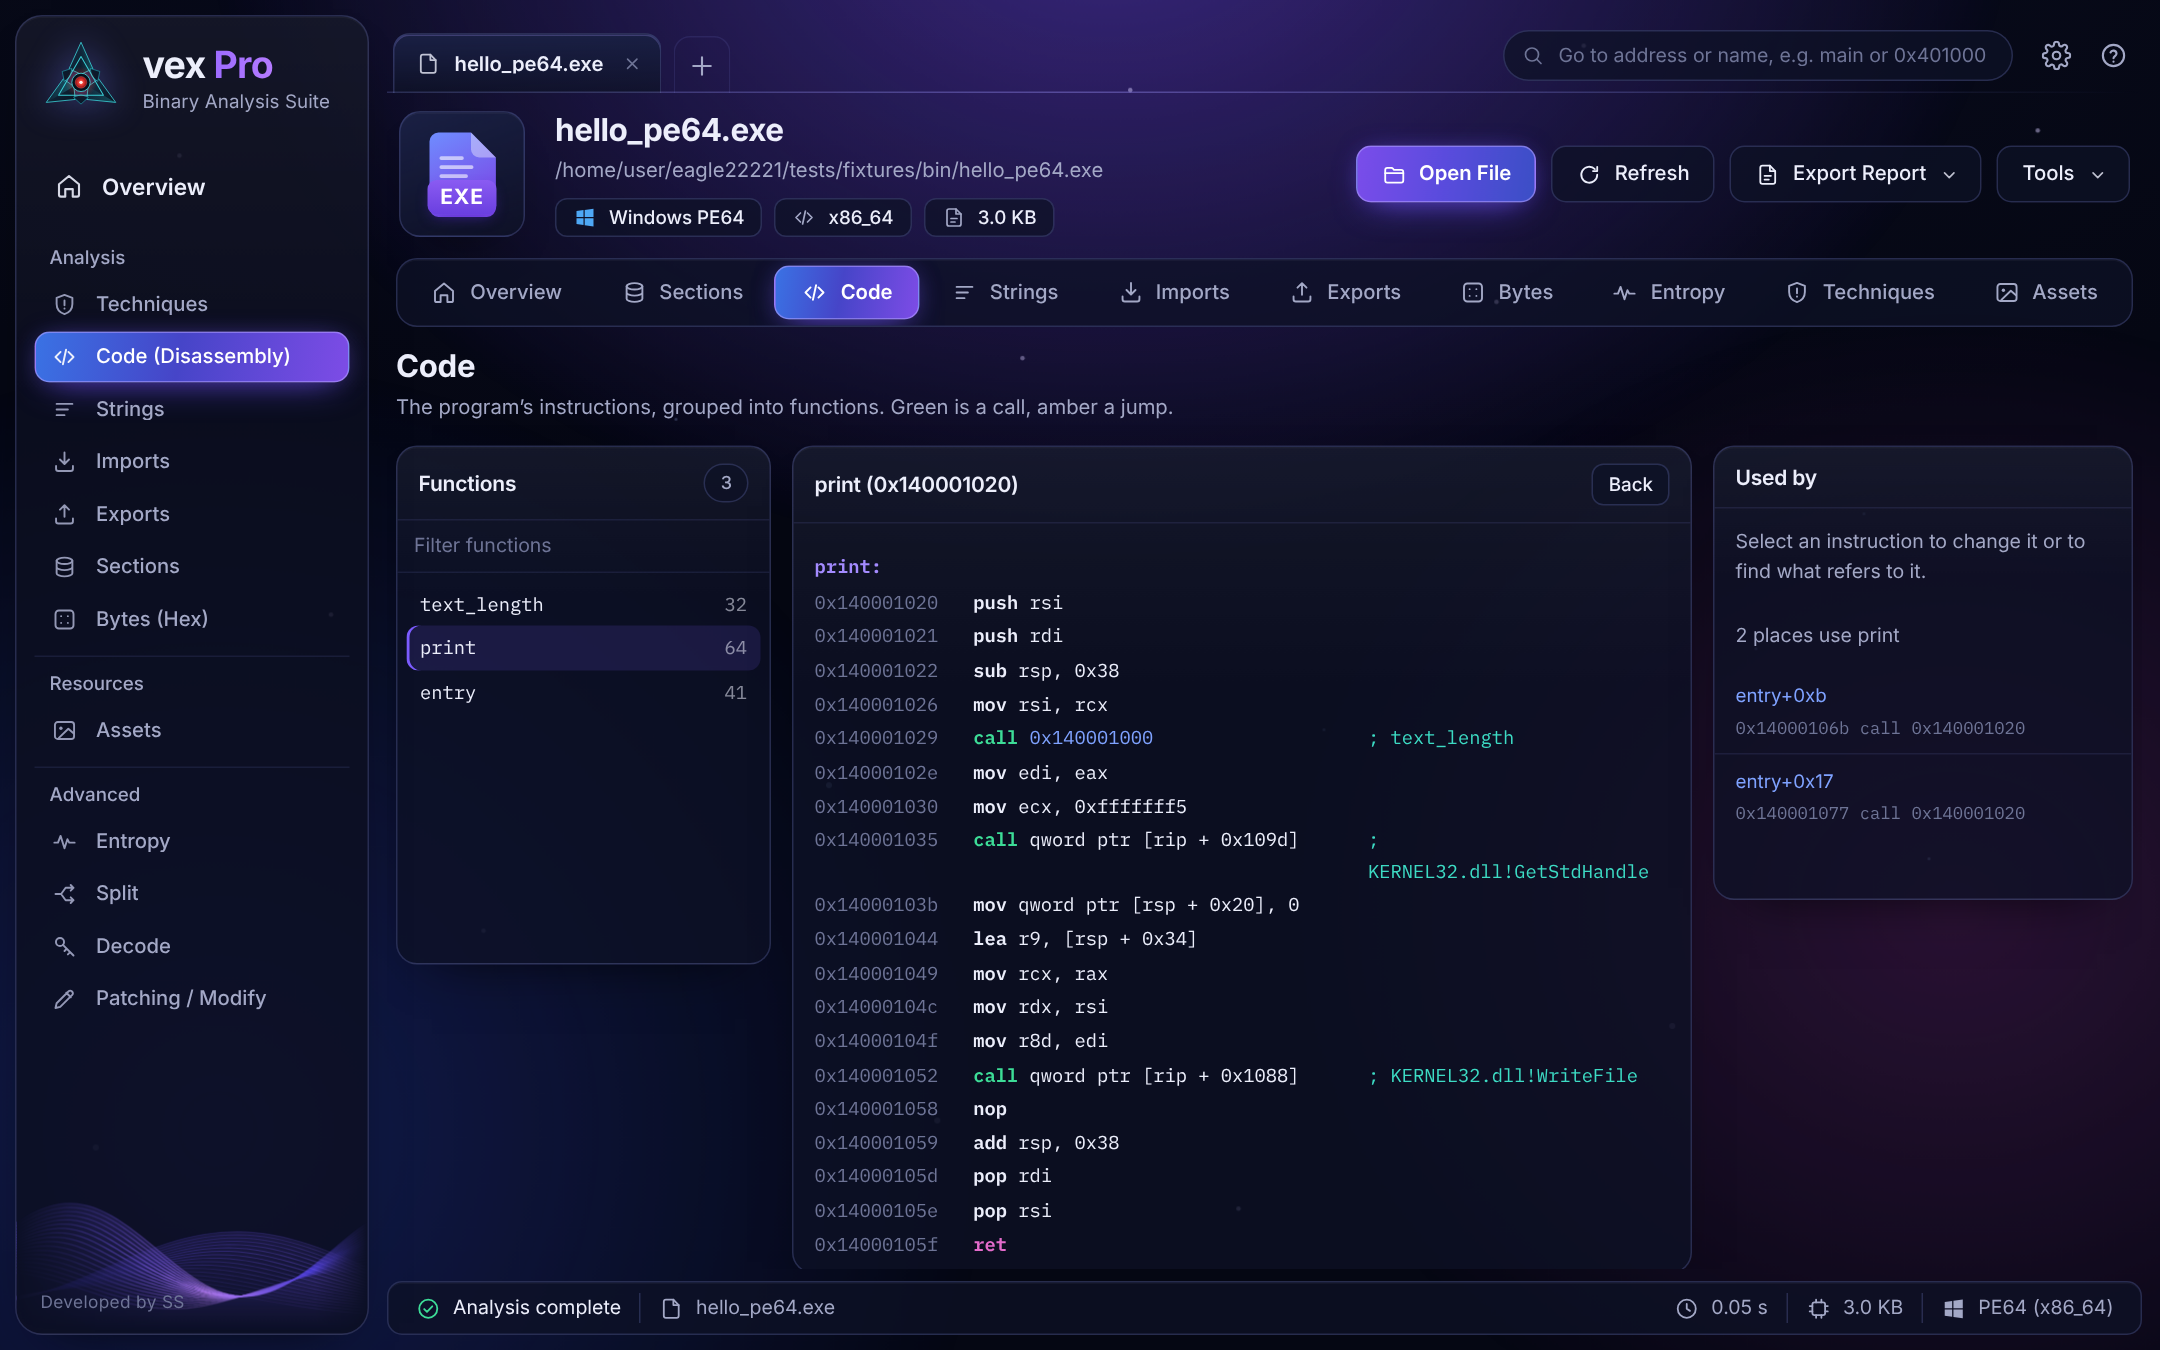 vex Pro
Binary Analysis Suite
Overview
Analysis
Techniques
Code (Disassembly)
Strings
Imports
Exports
Sections
Bytes (Hex)
Resources
Assets
Advanced
Entropy
Split
Decode
Patching / Modify
Developed by SS
hello_pe64.exe
Go to address or name, e.g. main or 0x401000
EXE
hello_pe64.exe
/home/user/eagle22221/tests/fixtures/bin/hello_pe64.exe
Windows PE64
x86_64
3.0 KB
Open File
Refresh
Export Report
Tools
Overview
Sections
Code
Strings
Imports
Exports
Bytes
Entropy
Techniques
Assets
Code
The program’s instructions, grouped into functions. Green is a call, amber a jump.
Functions 3
Filter functions
text_length 32
print 64
entry 41
print (0x140001020)
Back
print:
0x140001020 push rsi
0x140001021 push rdi
0x140001022 sub rsp, 0x38
0x140001026 mov rsi, rcx
0x140001029 call 0x140001000 ; text_length
0x14000102e mov edi, eax
0x140001030 mov ecx, 0xfffffff5
0x140001035 call qword ptr [rip + 0x109d] ;
KERNEL32.dll!GetStdHandle
0x14000103b mov qword ptr [rsp + 0x20], 0
0x140001044 lea r9, [rsp + 0x34]
0x140001049 mov rcx, rax
0x14000104c mov rdx, rsi
0x14000104f mov r8d, edi
0x140001052 call qword ptr [rip + 0x1088] ; KERNEL32.dll!WriteFile
0x140001058 nop
0x140001059 add rsp, 0x38
0x14000105d pop rdi
0x14000105e pop rsi
0x14000105f ret
Used by
Select an instruction to change it or to
find what refers to it.
2 places use print
entry+0xb
0x14000106b call 0x140001020
entry+0x17
0x140001077 call 0x140001020
Analysis complete
hello_pe64.exe
0.05 s
3.0 KB
PE64 (x86_64)